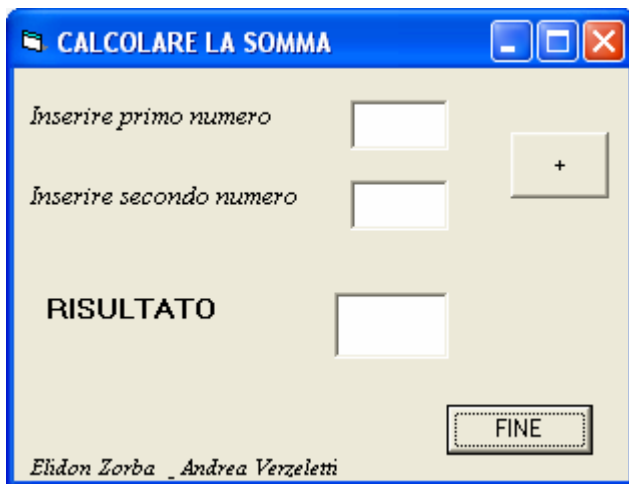 CALCOLARE LA SOMMA
Inserire primo numero
+
Inserire secondo numero
RISULTATO
FINE
Elidon Zorba _ Andrea Verzeletti